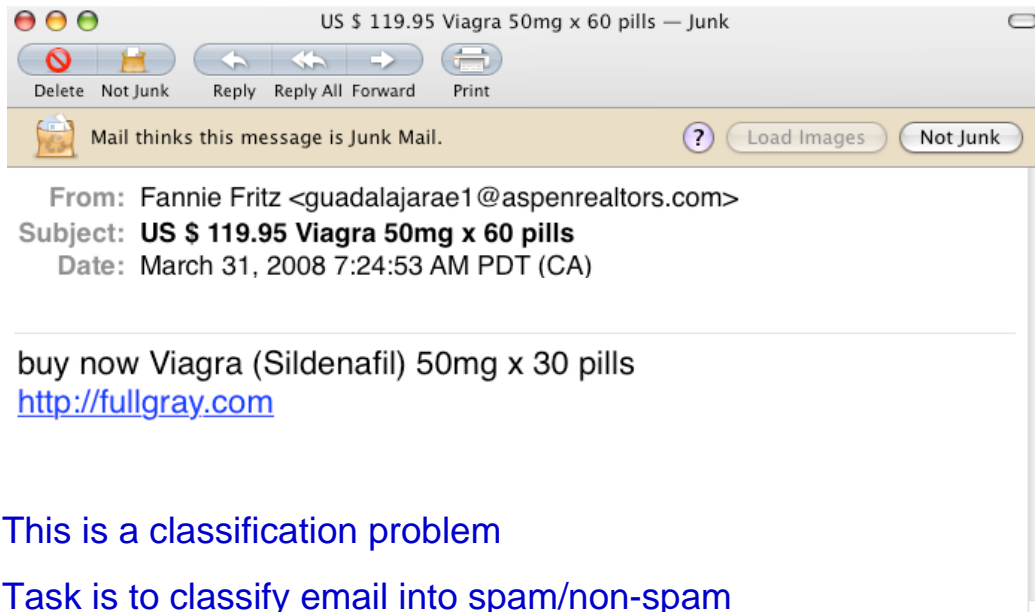 US $ 119.95 Viagra 50mg x 60 pills — Junk
Delete Not Junk Reply Reply All Forward Print
Mail thinks this message is Junk Mail. ? Load Images Not Junk
From: Fannie Fritz <guadalajarae1@aspenrealtors.com>
Subject: US $ 119.95 Viagra 50mg x 60 pills
Date: March 31, 2008 7:24:53 AM PDT (CA)
buy now Viagra (Sildenafil) 50mg x 30 pills
http://fullgray.com
This is a classification problem
Task is to classify email into spam/non-spam